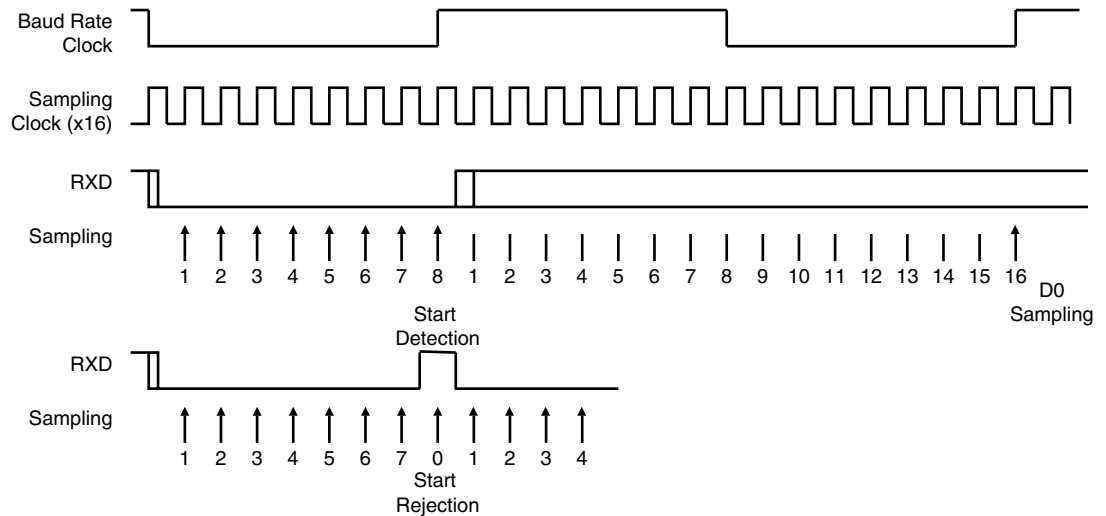 Baud Rate
Clock
Sampling
Clock (x16)
RXD
Sampling
1 2 3 4 5 6 7 8 1 2 3 4 5 6 7 8 9 10 11 12 13 14 15 16
D0
Sampling
Start
Detection
RXD
Sampling
1 2 3 4 5 6 7 0 1 2 3 4
Start
Rejection